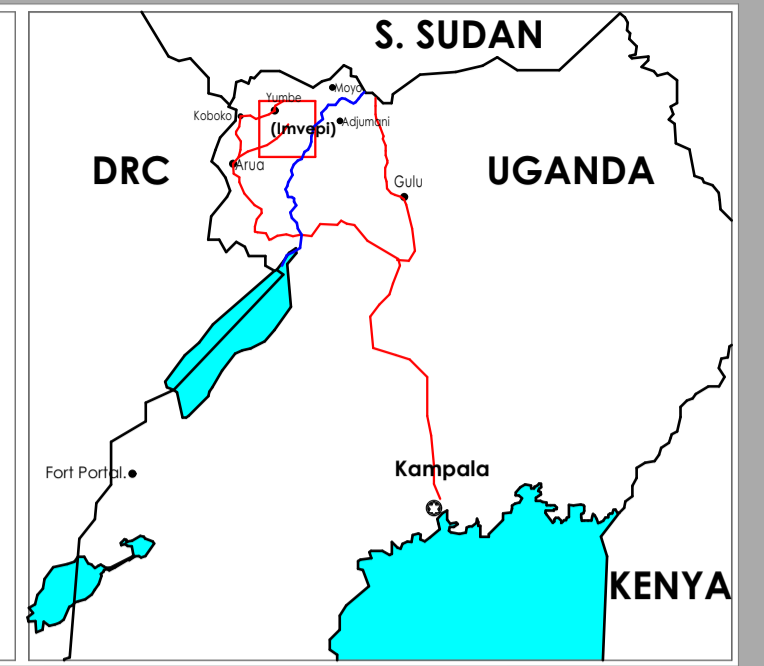 S. SUDAN
Moyo
Yumbe
Koboko
(Imvepi)
Adjumani
DRC
Arua
UGANDA
Gulu
Fort Portal.
Kampala
KENYA